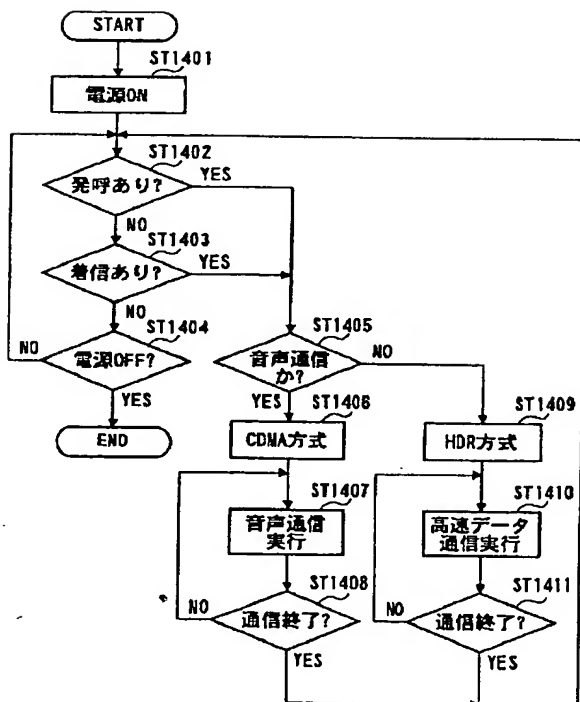 START
ST1401
電源ON
ST1402
発呼あり?
YES
NO
ST1403
着信あり?
YES
NO
ST1404
電源OFF?
NO
YES
END
ST1405
音声通信
か?
NO
YES
ST1406
CDMA方式
ST1409
HDR方式
ST1407
音声通信
実行
ST1410
高速データ
通信実行
ST1408
通信終了?
NO
YES
ST1411
通信終了?
NO
YES